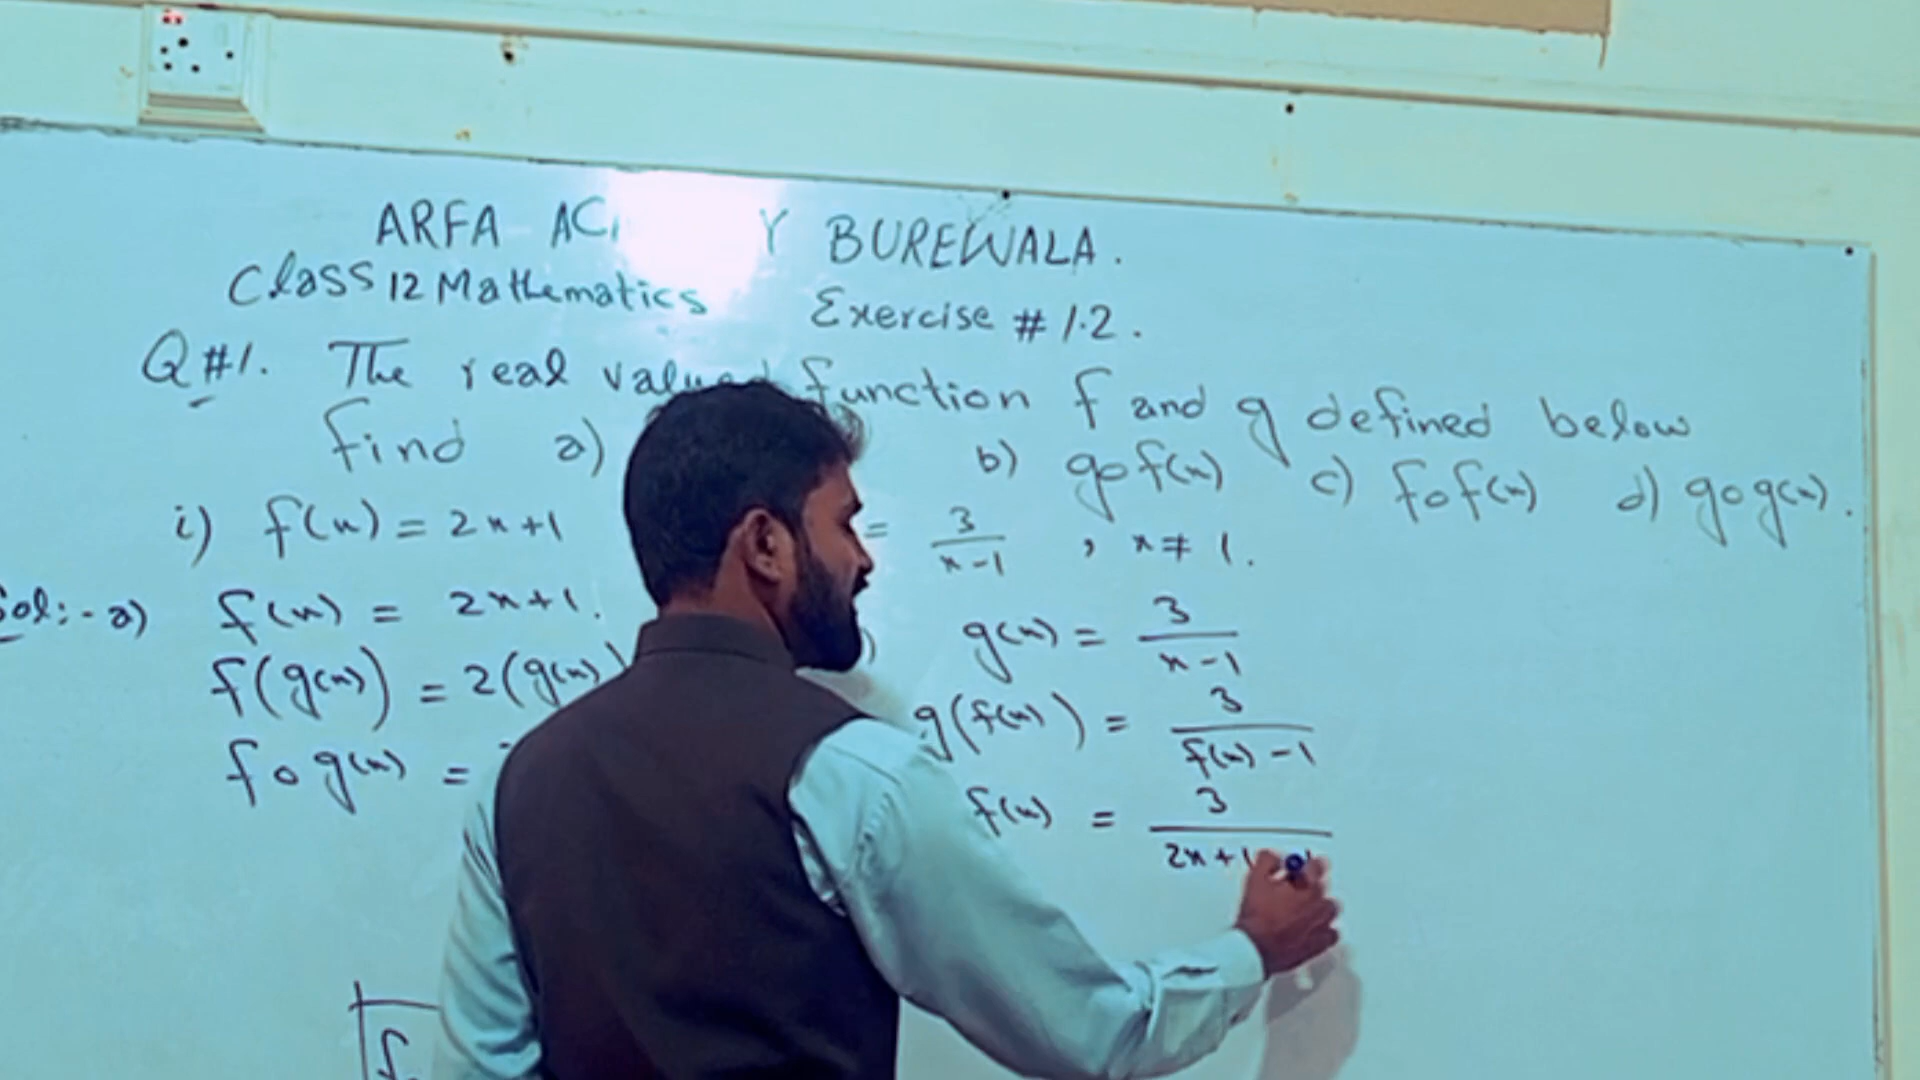 ARFA AC Y BUREWALA.
Class 12 Mathematics Exercise # 1.2.
Q#1. The real valued function f and g defined below
find a) b) gof(x) c) fof(x) d) gog(x).
i) f(x) = 2x+1 = 3/(x-1) , x ≠ 1.
Sol:- a) f(x) = 2x+1. g(x) = 3/(x-1)
f(g(x)) = 2(g(x)) g(f(x)) = 3/(f(x)-1)
fog(x) = f(x) = 3/(2x+1
f